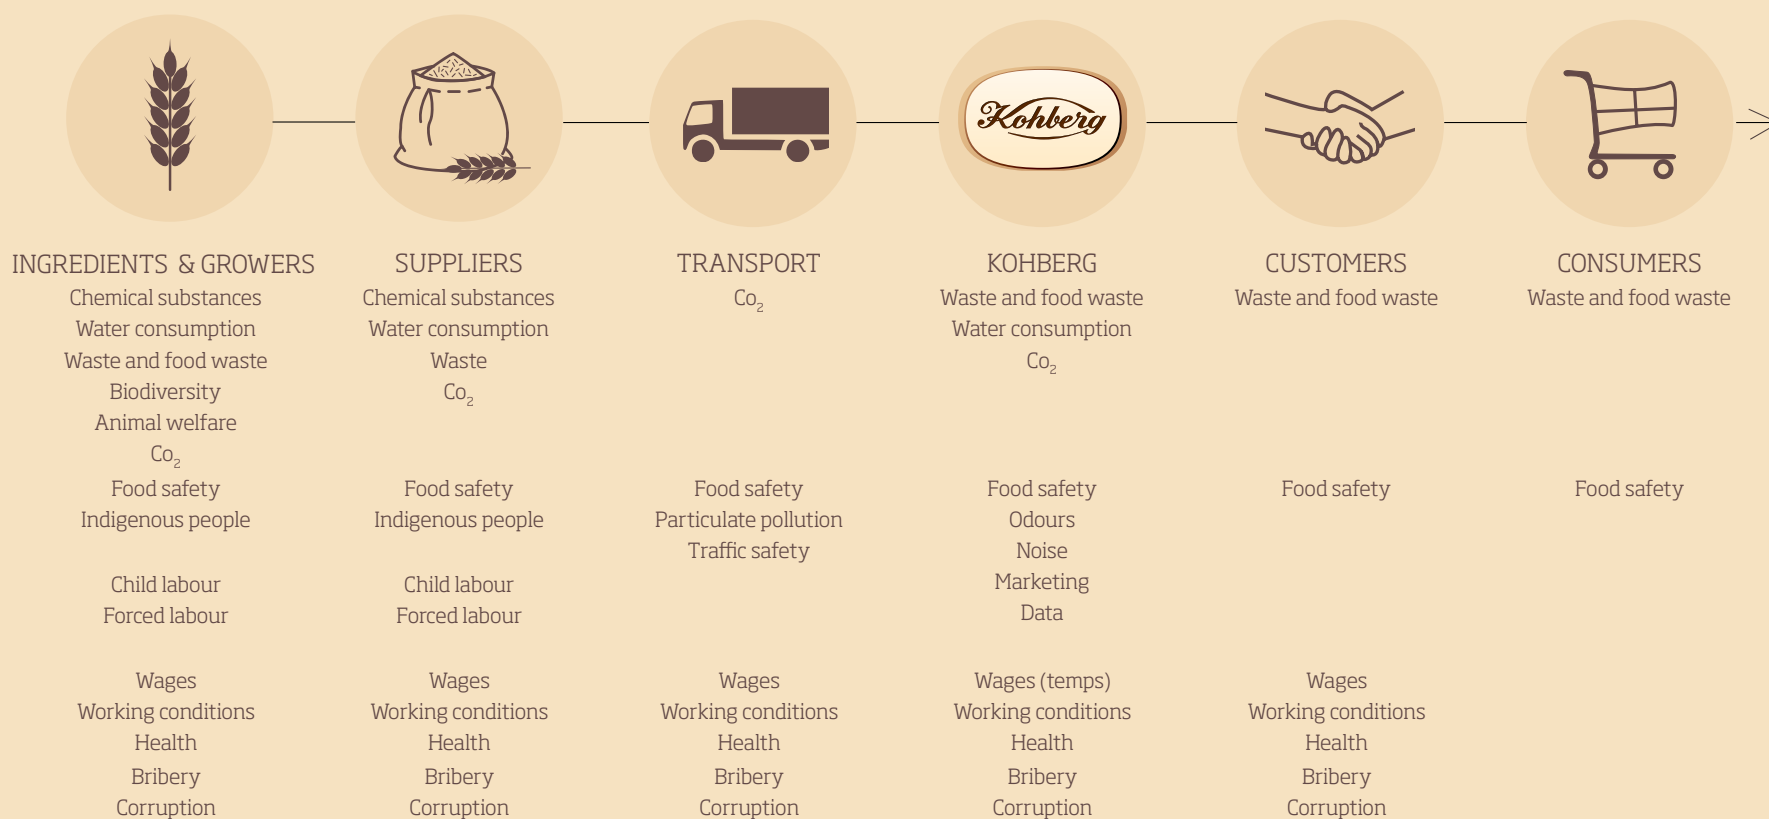 Kohberg
INGREDIENTS & GROWERS
Chemical substances
Water consumption
Waste and food waste
Biodiversity
Animal welfare
Co2
Food safety
Indigenous people
Child labour
Forced labour
Wages
Working conditions
Health
Bribery
Corruption
SUPPLIERS
Chemical substances
Water consumption
Waste
Co2
Food safety
Indigenous people
Child labour
Forced labour
Wages
Working conditions
Health
Bribery
Corruption
TRANSPORT
Co2
Food safety
Particulate pollution
Traffic safety
Wages
Working conditions
Health
Bribery
Corruption
KOHBERG
Waste and food waste
Water consumption
Co2
Food safety
Odours
Noise
Marketing
Data
Wages (temps)
Working conditions
Health
Bribery
Corruption
CUSTOMERS
Waste and food waste
Food safety
Wages
Working conditions
Health
Bribery
Corruption
CONSUMERS
Waste and food waste
Food safety